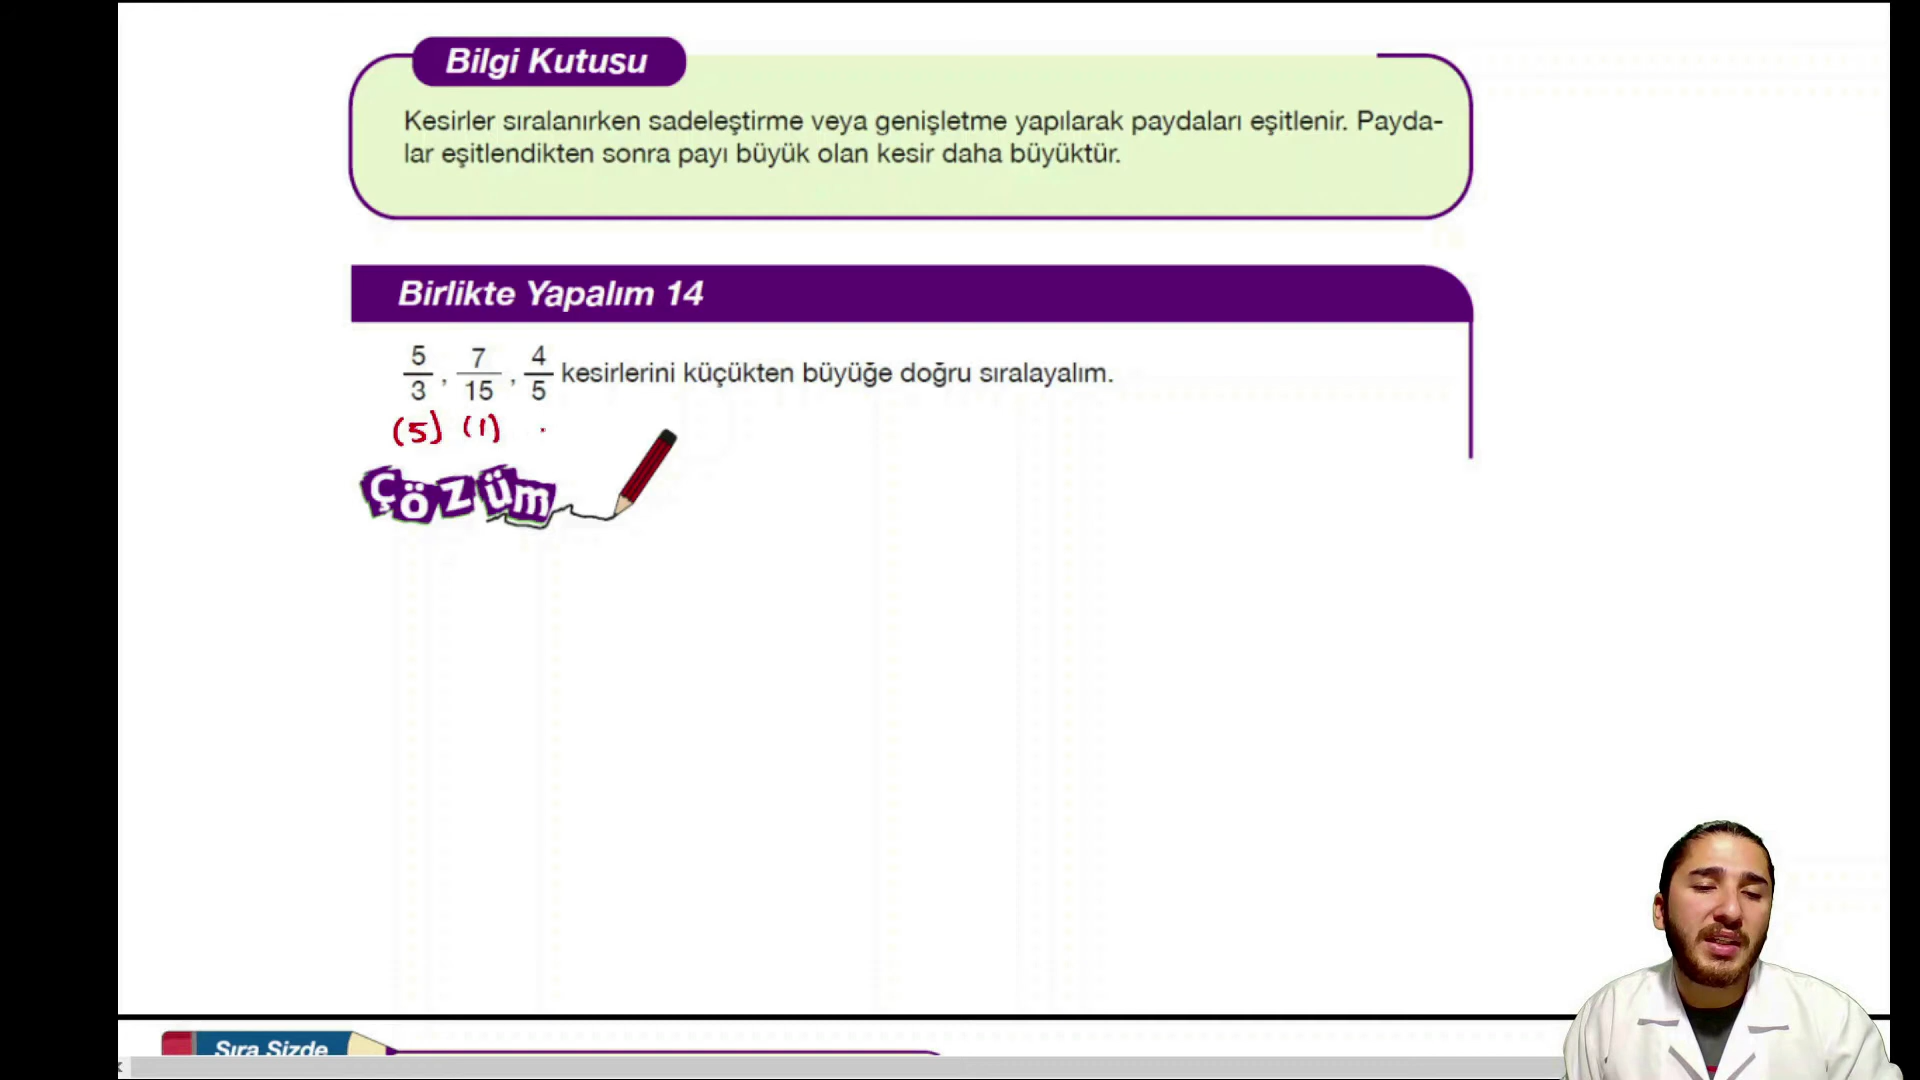 Bilgi Kutusu
Kesirler sıralanırken sadeleştirme veya genişletme yapılarak paydaları eşitlenir. Payda-
lar eşitlendikten sonra payı büyük olan kesir daha büyüktür.
Birlikte Yapalım 14
5/3 , 7/15 , 4/5 kesirlerini küçükten büyüğe doğru sıralayalım.
(5) (1)
Çözüm
Sıra Sizde